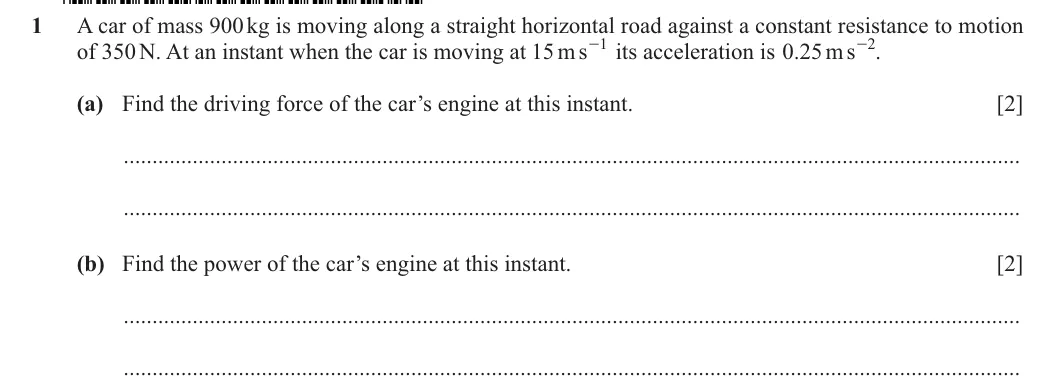 1 A car of mass 900 kg is moving along a straight horizontal road against a constant resistance to motion
of 350 N. At an instant when the car is moving at 15 m s⁻¹ its acceleration is 0.25 m s⁻².
(a) Find the driving force of the car’s engine at this instant. [2]
................................................................................
................................................................................
(b) Find the power of the car’s engine at this instant. [2]
................................................................................
................................................................................